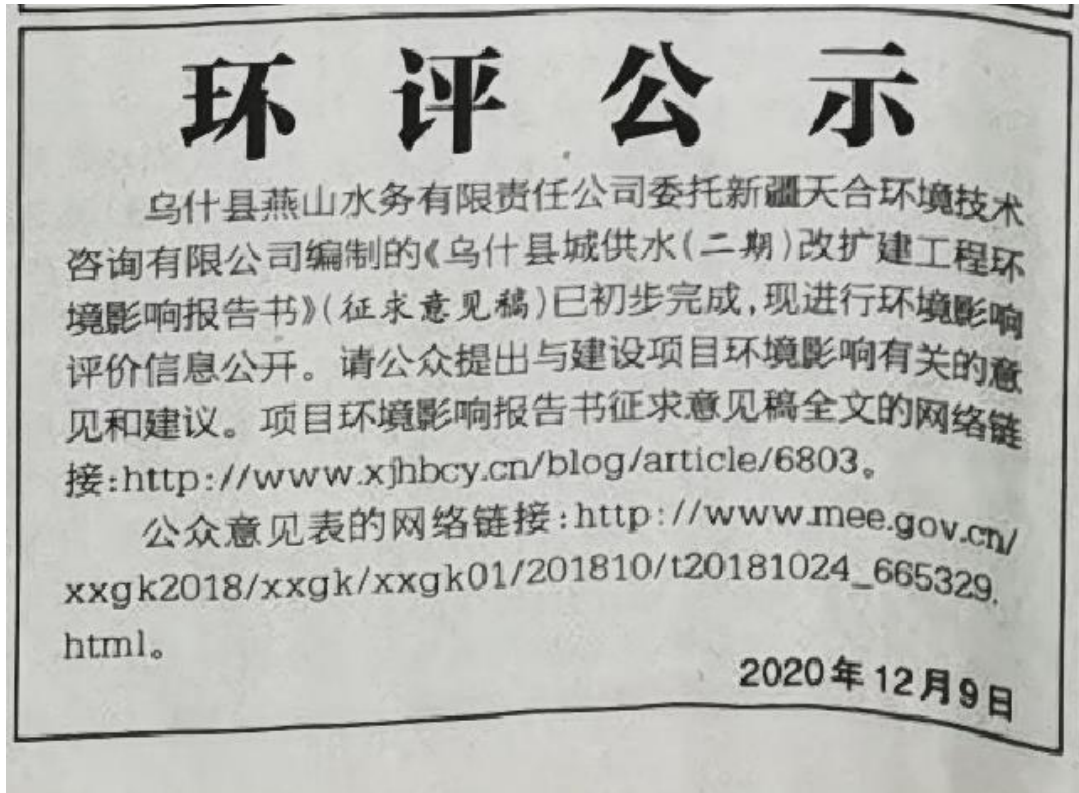 环评公示
乌什县燕山水务有限责任公司委托新疆天合环境技术
咨询有限公司编制的《乌什县城供水(二期)改扩建工程环
境影响报告书》(征求意见稿)已初步完成,现进行环境影响
评价信息公开。请公众提出与建设项目环境影响有关的意
见和建议。项目环境影响报告书征求意见稿全文的网络链
接:http://www.xjhbcy.cn/blog/article/6803。
公众意见表的网络链接:http://www.mee.gov.cn/
xxgk2018/xxgk/xxgk01/201810/t20181024_665329.
html。
2020年12月9日